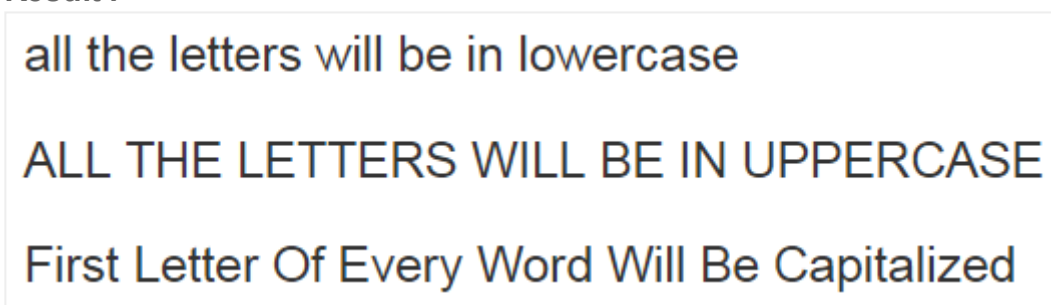 all the letters will be in lowercase
ALL THE LETTERS WILL BE IN UPPERCASE
First Letter Of Every Word Will Be Capitalized